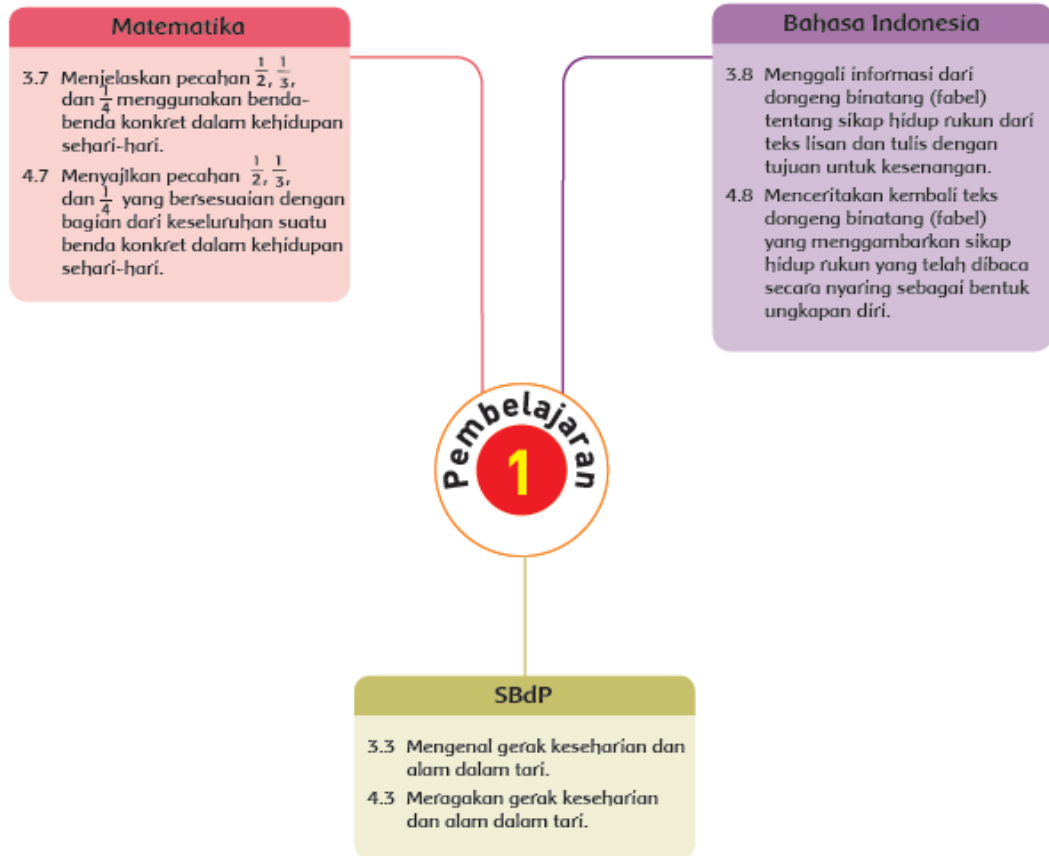 Matematika
3.7 Menjelaskan pecahan 1/2, 1/3,
dan 1/4 menggunakan benda-
benda konkret dalam kehidupan
sehari-hari.
4.7 Menyajikan pecahan 1/2, 1/3,
dan 1/4 yang bersesuaian dengan
bagian dari keseluruhan suatu
benda konkret dalam kehidupan
sehari-hari.
Bahasa Indonesia
3.8 Menggali informasi dari
dongeng binatang (fabel)
tentang sikap hidup rukun dari
teks lisan dan tulis dengan
tujuan untuk kesenangan.
4.8 Menceritakan kembali teks
dongeng binatang (fabel)
yang menggambarkan sikap
hidup rukun yang telah dibaca
secara nyaring sebagai bentuk
ungkapan diri.
Pembelajaran
1
SBdP
3.3 Mengenal gerak keseharian dan
alam dalam tari.
4.3 Meragakan gerak keseharian
dan alam dalam tari.